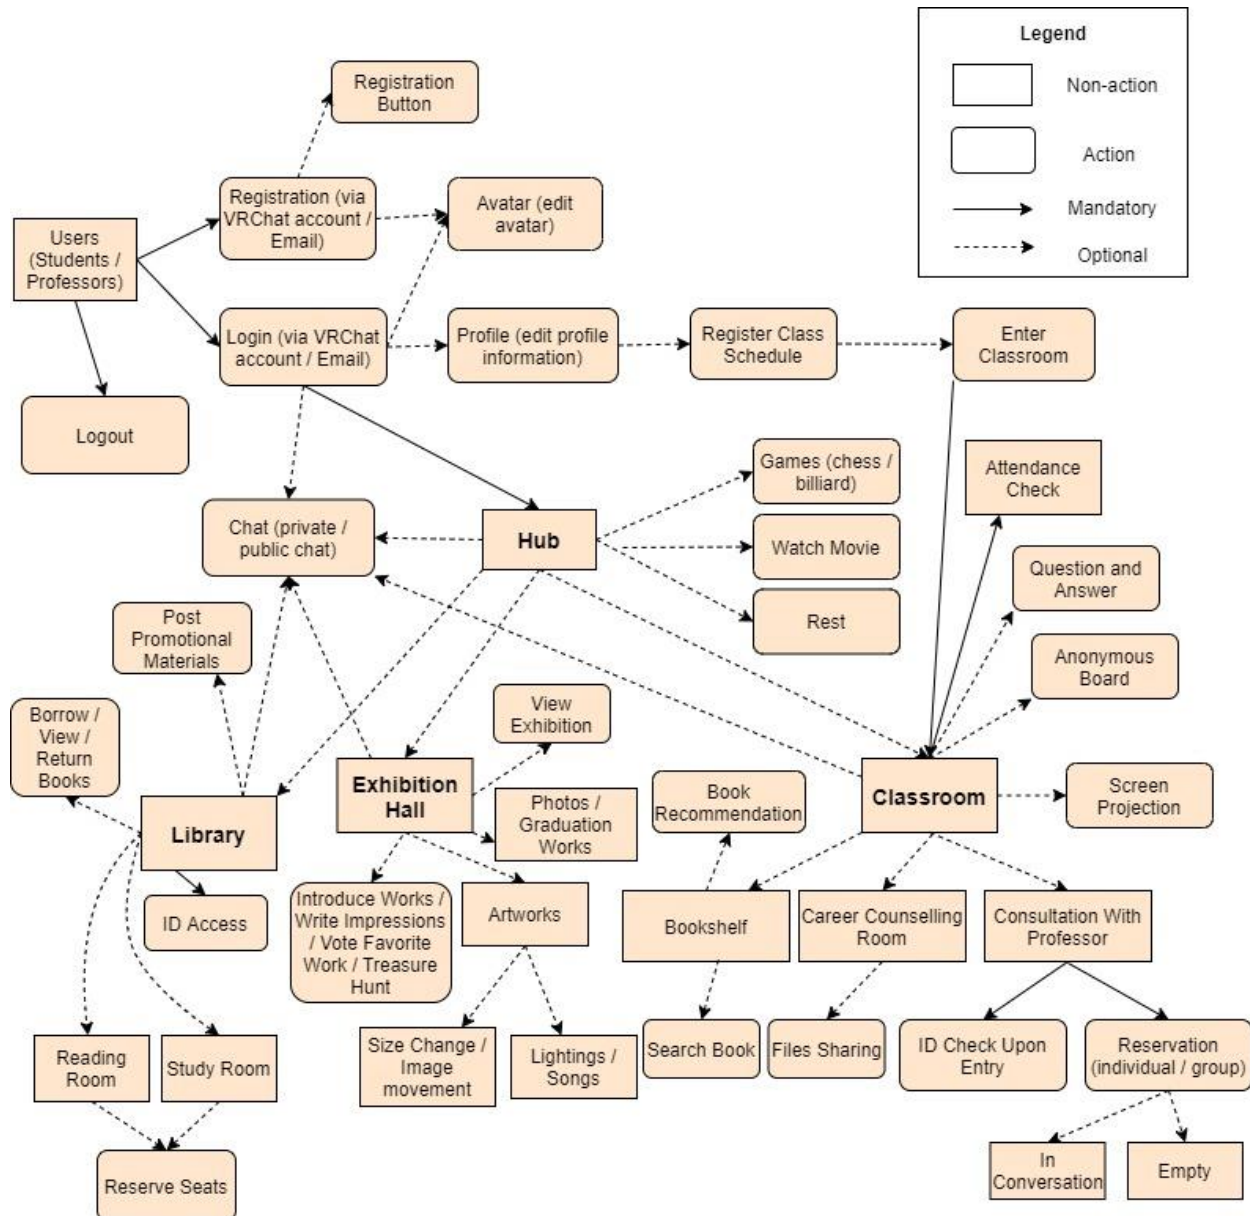 Legend
Non-action
Action
Mandatory
Optional
Registration
Button
Registration (via
VRChat account /
Email)
Avatar (edit
avatar)
Users
(Students /
Professors)
Login (via VRChat
account / Email)
Profile (edit profile
information)
Register Class
Schedule
Enter
Classroom
Logout
Games (chess /
billiard)
Attendance
Check
Chat (private /
public chat)
Hub
Watch Movie
Question and
Answer
Rest
Post
Promotional
Materials
Anonymous
Board
Borrow /
View /
Return
Books
View
Exhibition
Library
Exhibition
Hall
Photos /
Graduation
Works
Book
Recommendation
Classroom
Screen
Projection
ID Access
Introduce Works /
Write Impressions
/ Vote Favorite
Work / Treasure
Hunt
Artworks
Bookshelf
Career Counselling
Room
Consultation With
Professor
Reading
Room
Study Room
Size Change /
Image
movement
Lightings /
Songs
Search Book
Files Sharing
ID Check Upon
Entry
Reservation
(individual / group)
Reserve Seats
In
Conversation
Empty